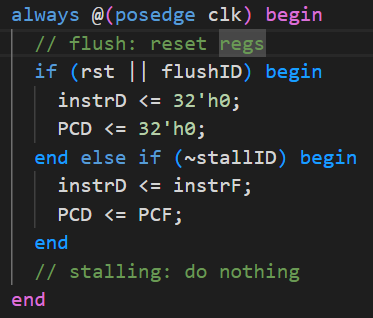 always @(posedge clk) begin
  // flush: reset regs
  if (rst || flushID) begin
    instrD <= 32'h0;
    PCD <= 32'h0;
  end else if (~stallID) begin
    instrD <= instrF;
    PCD <= PCF;
  end
  // stalling: do nothing
end